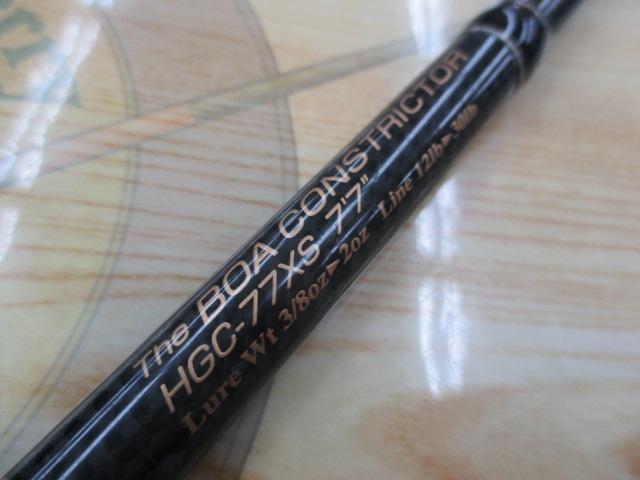 The BOA CONSTRICTOR
HGC-77XS 7'7"
Lure Wt 3/8oz▶2oz Line 12lb▶30lb